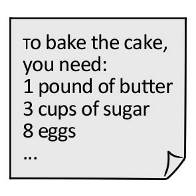 To bake the cake,
you need:
1 pound of butter
3 cups of sugar
8 eggs
...